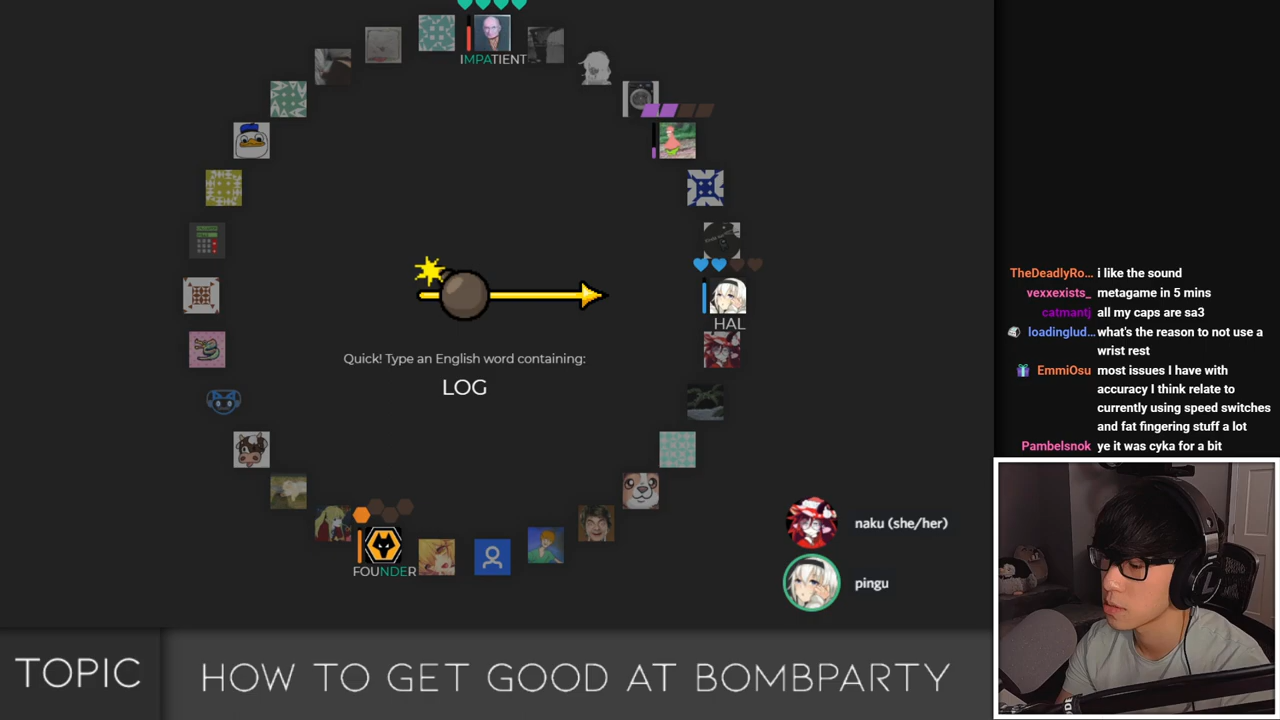 IMPATIENT
HAL
Quick! Type an English word containing:
LOG
FOUNDER
naku (she/her)
pingu
TheDeadlyRo… i like the sound
vexxexists_ metagame in 5 mins
catmantj all my caps are sa3
loadinglud… what's the reason to not use a
wrist rest
EmmiOsu most issues I have with
accuracy I think relate to
currently using speed switches
and fat fingering stuff a lot
Pambelsnok ye it was cyka for a bit
TOPIC
HOW TO GET GOOD AT BOMBPARTY